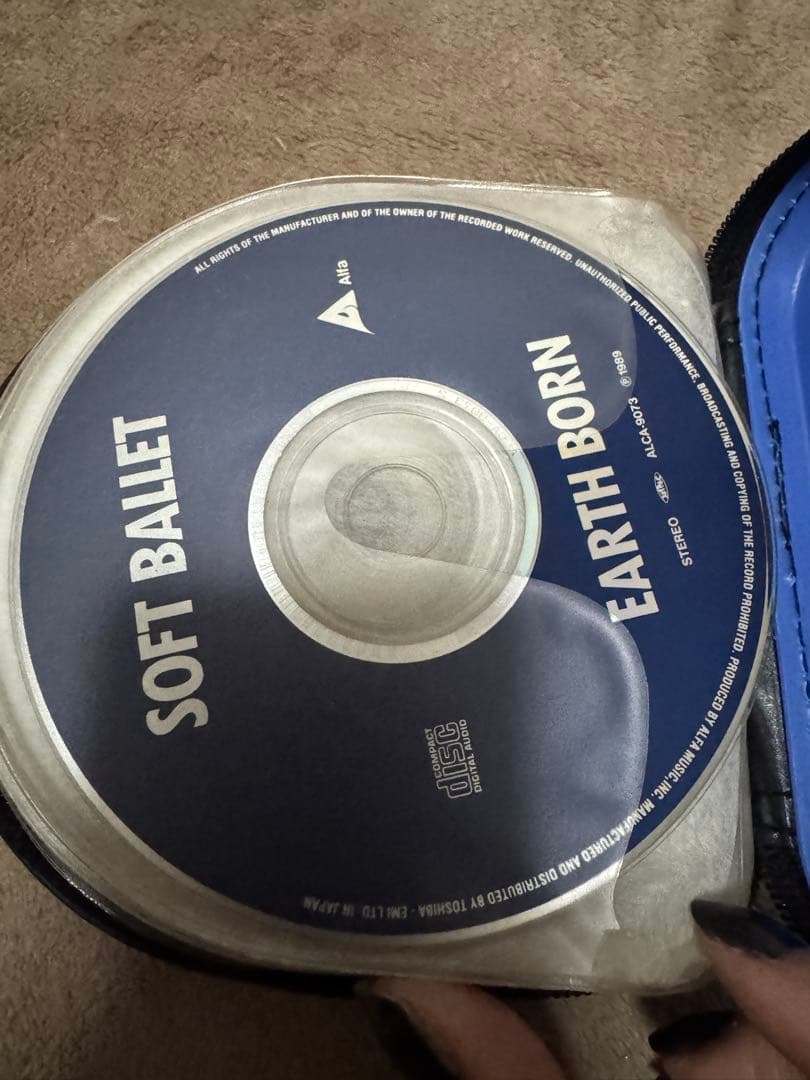 SOFT BALLET
Alfa
COMPACT
disc
DIGITAL AUDIO
EARTH BORN
STEREO ALCA-9073 ℗1989
ALL RIGHTS OF THE MANUFACTURER AND OF THE OWNER OF THE RECORDED WORK RESERVED. UNAUTHORIZED PUBLIC PERFORMANCE, BROADCASTING AND COPYING OF THE RECORD PROHIBITED. PRODUCED BY ALFA MUSIC, INC. MANUFACTURED AND DISTRIBUTED BY TOSHIBA-EMI LTD. IN JAPAN